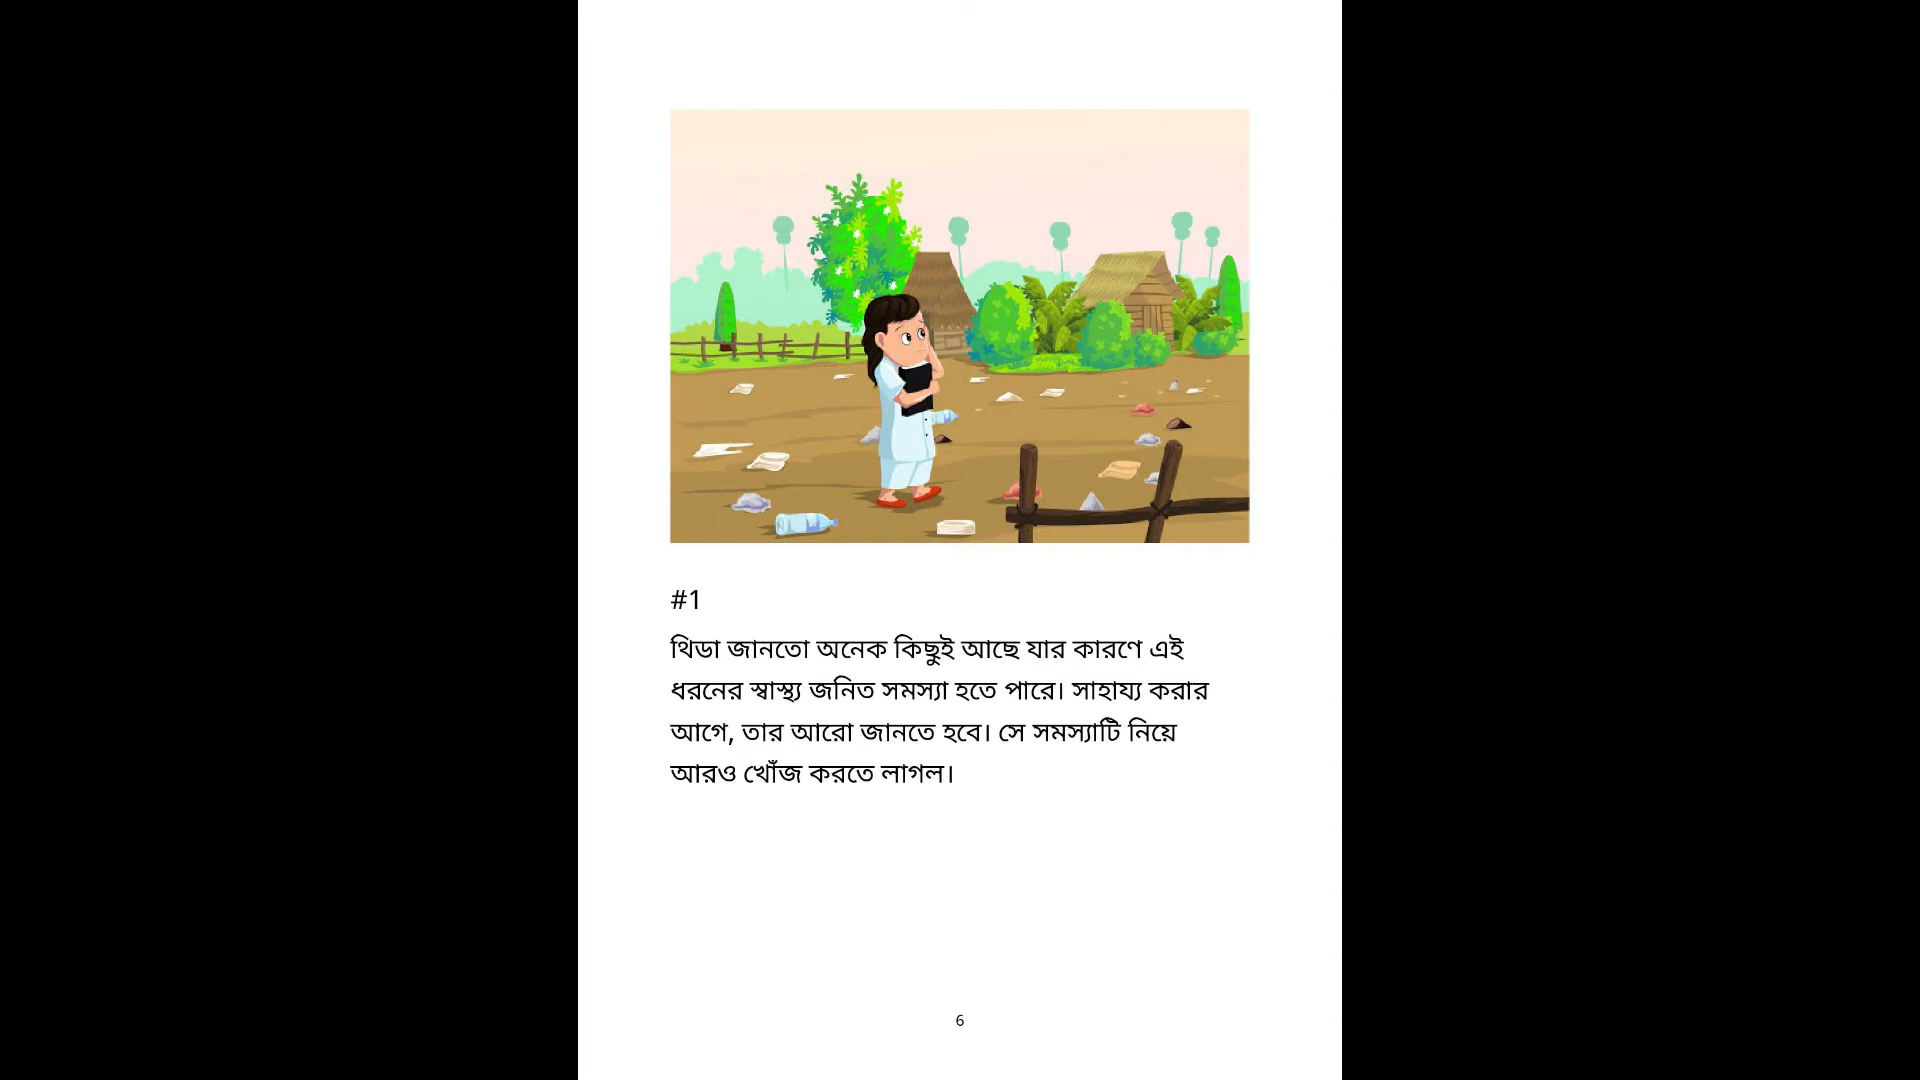 #1
থিডা জানতো অনেক কিছুই আছে যার কারণে এই
ধরনের স্বাস্থ্য জনিত সমস্যা হতে পারে। সাহায্য করার
আগে, তার আরো জানতে হবে। সে সমস্যাটি নিয়ে
আরও খোঁজ করতে লাগল।
6